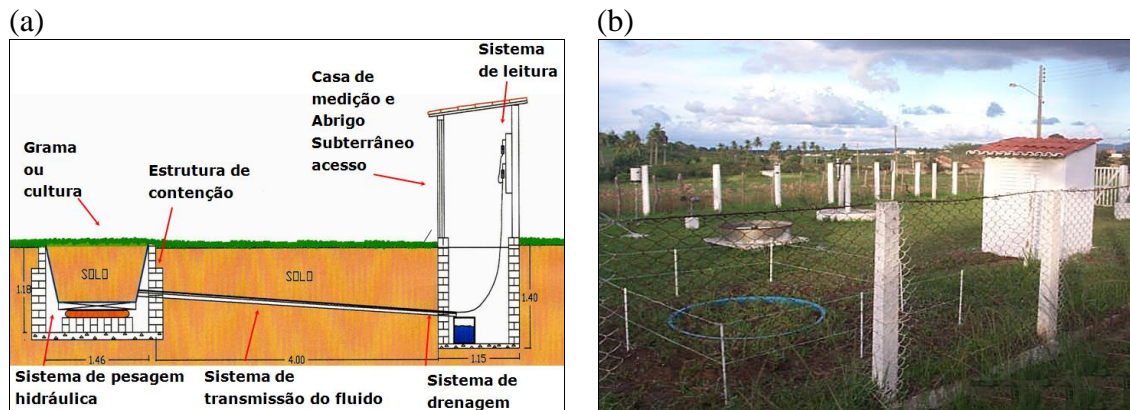 (a)
(b)
Sistema
de leitura
Casa de
medição e
Abrigo
Subterrâneo
acesso
Grama
ou
cultura
Estrutura de
contenção
SOLO
SOLO
1.18
1.40
1.46
4.00
1.15
Sistema de pesagem
hidráulica
Sistema de
transmissão do fluido
Sistema de
drenagem